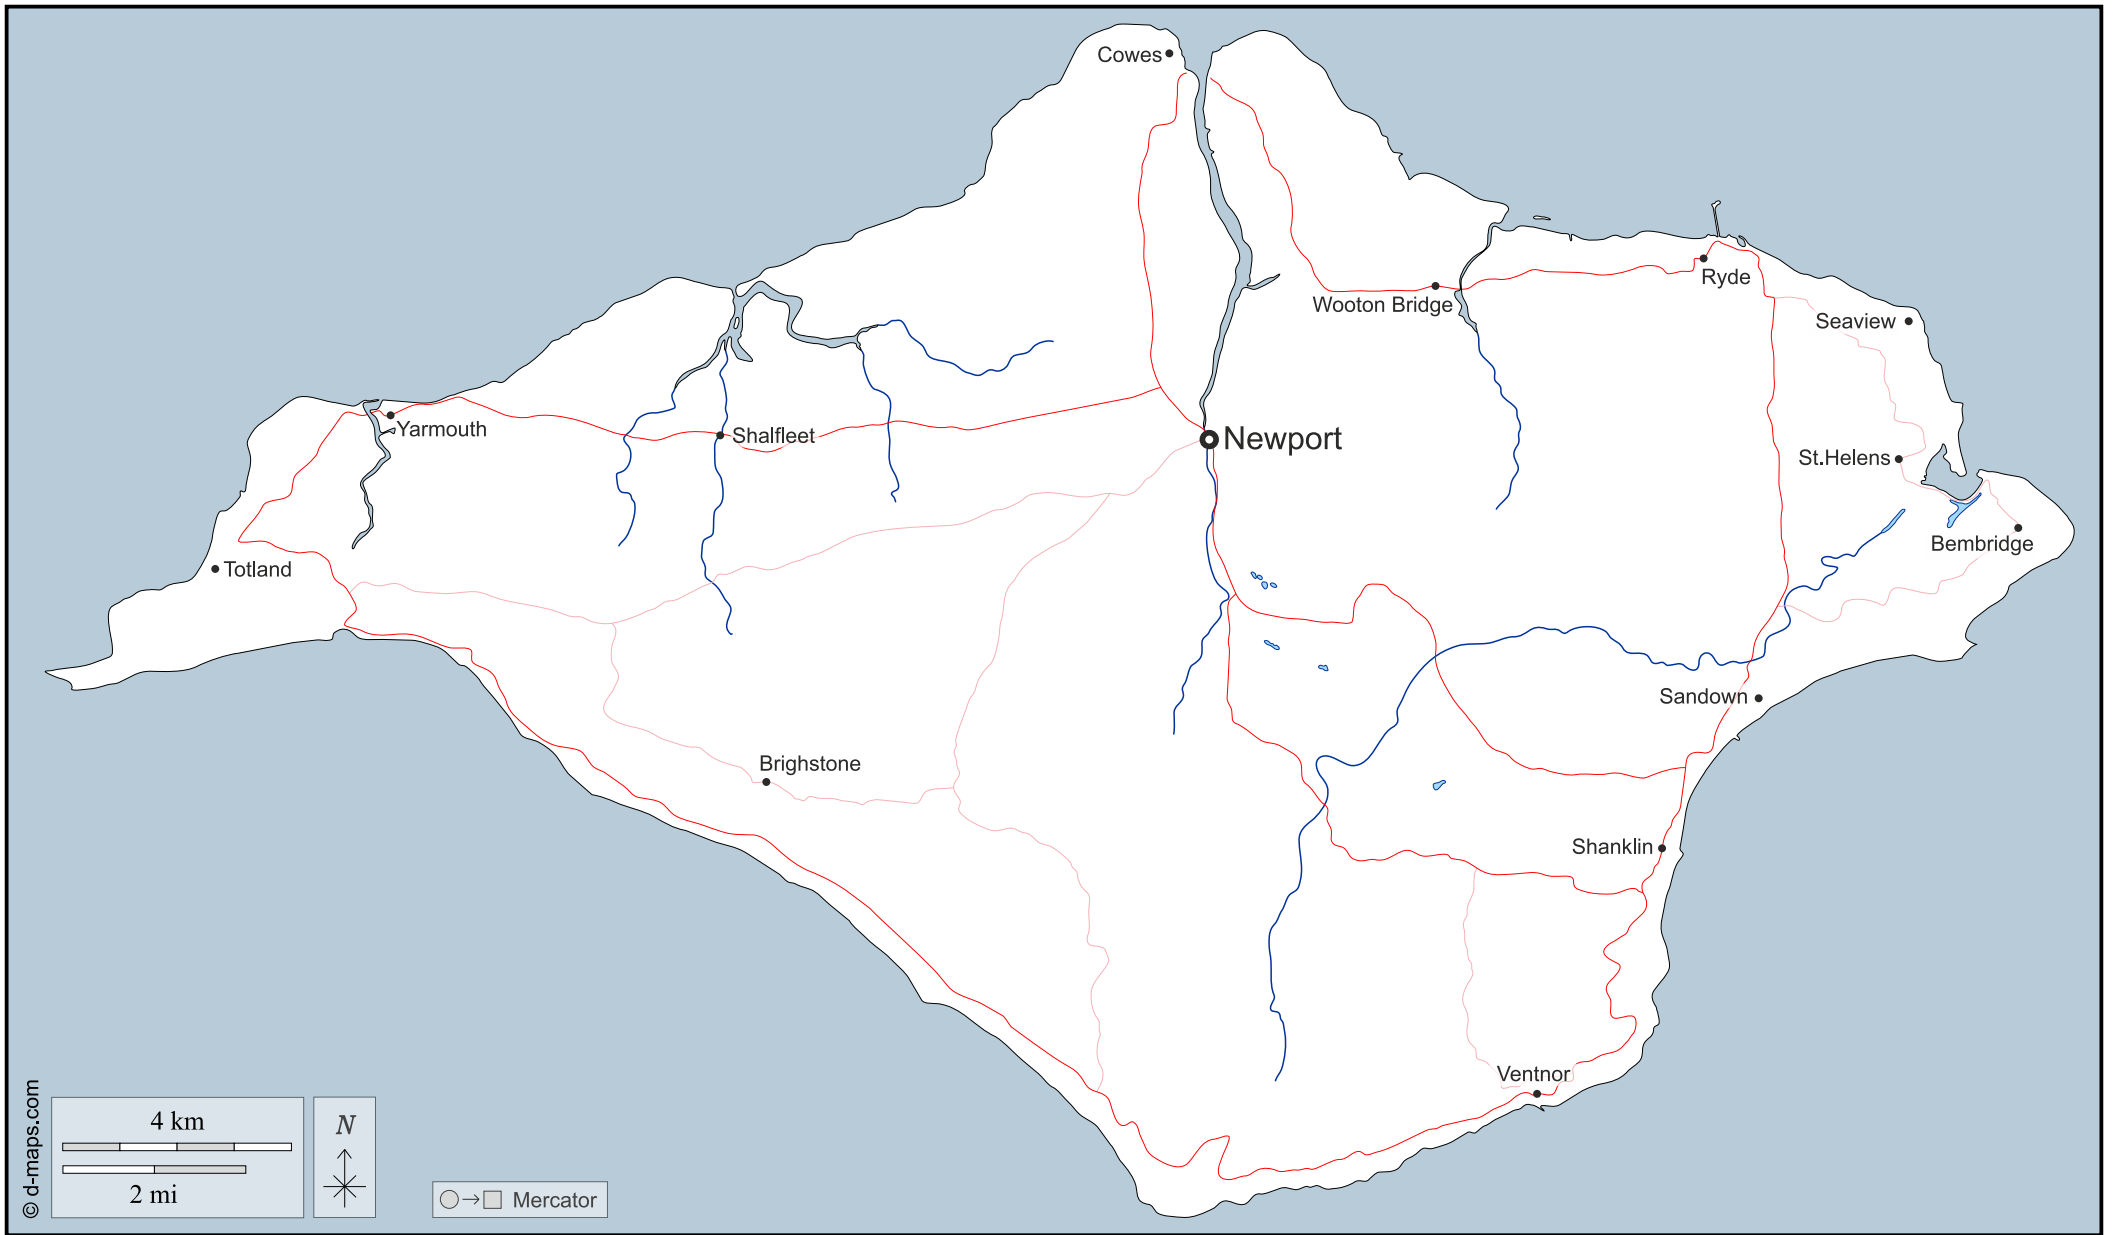 Cowes
Ryde
Wooton Bridge
Seaview
Yarmouth
Shalfleet
Newport
St.Helens
Bembridge
Totland
Sandown
Brighstone
Shanklin
Ventnor
© d-maps.com
4 km
2 mi
N
Mercator